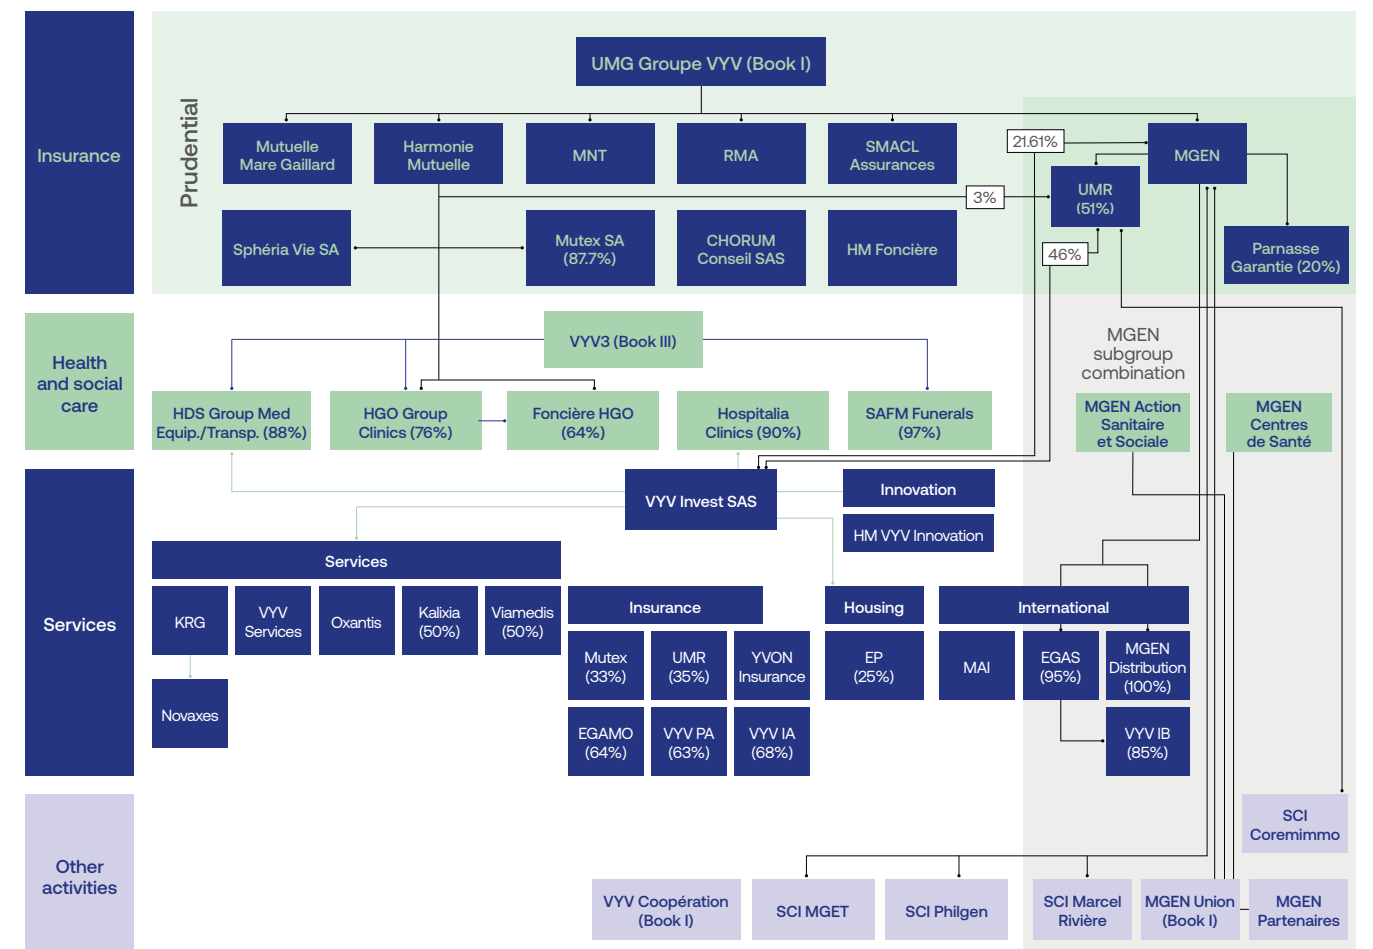 Insurance
Prudential
UMG Groupe VYV (Book I)
Mutuelle
Mare Gaillard
Harmonie
Mutuelle
MNT
RMA
SMACL
Assurances
21.61%
MGEN
UMR
(51%)
3%
Sphéria Vie SA
Mutex SA
(87.7%)
CHORUM
Conseil SAS
HM Foncière
46%
Parnasse
Garantie (20%)
Health
and social
care
VYV3 (Book III)
MGEN
subgroup
combination
HDS Group Med
Equip./Transp. (88%)
HGO Group
Clinics (76%)
Foncière HGO
(64%)
Hospitalia
Clinics (90%)
SAFM Funerals
(97%)
MGEN Action
Sanitaire
et Sociale
MGEN
Centres
de Santé
Services
VYV Invest SAS
Innovation
HM VYV Innovation
Services
KRG
VYV
Services
Oxantis
Kalixia
(50%)
Viamedis
(50%)
Novaxes
Insurance
Mutex
(33%)
UMR
(35%)
YVON
Insurance
EGAMO
(64%)
VYV PA
(63%)
VYV IA
(68%)
Housing
EP
(25%)
International
MAI
EGAS
(95%)
MGEN
Distribution
(100%)
VYV IB
(85%)
Other
activities
SCI
Coremimmo
VYV Coopération
(Book I)
SCI MGET
SCI Philgen
SCI Marcel
Rivière
MGEN Union
(Book I)
MGEN
Partenaires